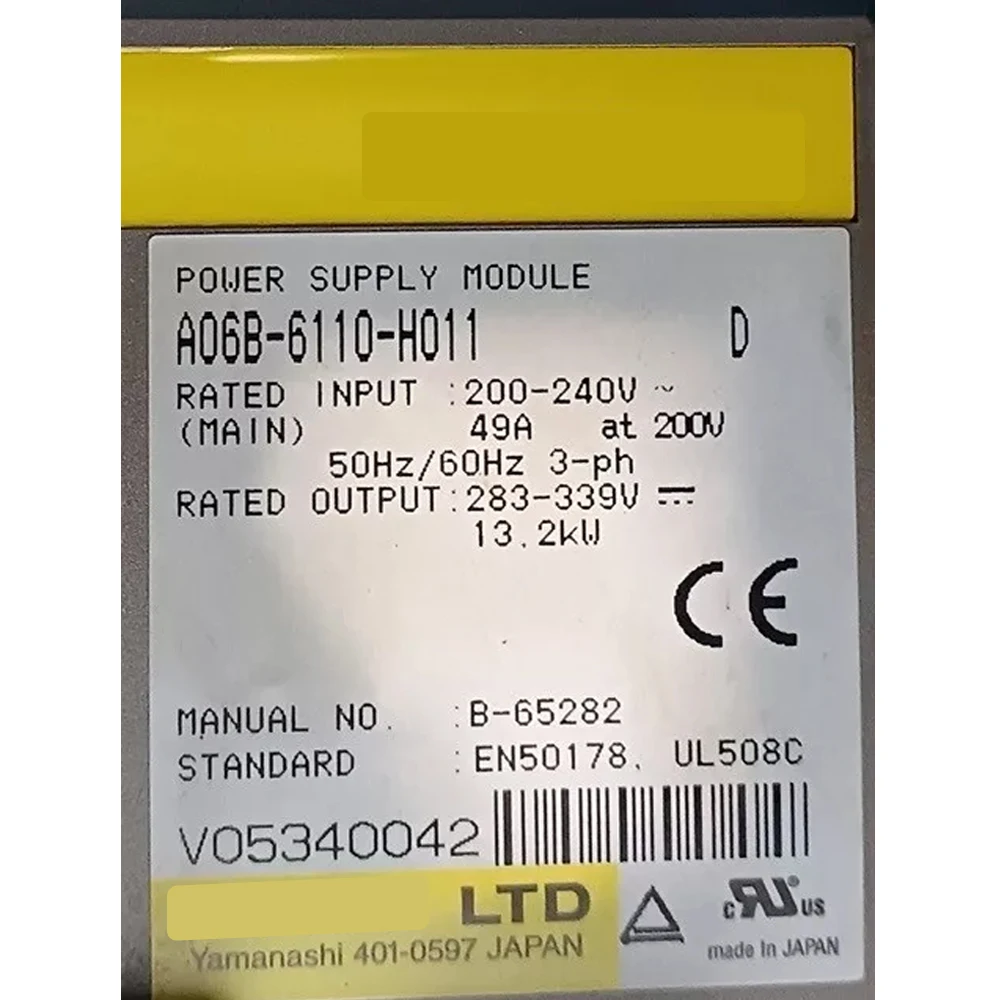 POWER SUPPLY MODULE
A06B-6110-H011 D
RATED INPUT :200-240V ~
(MAIN) 49A at 200V
50Hz/60Hz 3-ph
RATED OUTPUT:283-339V ⎓
13.2kW
CE
MANUAL NO. :B-65282
STANDARD :EN50178, UL508C
V05340042
LTD
Yamanashi 401-0597 JAPAN
c RU® US
made In JAPAN